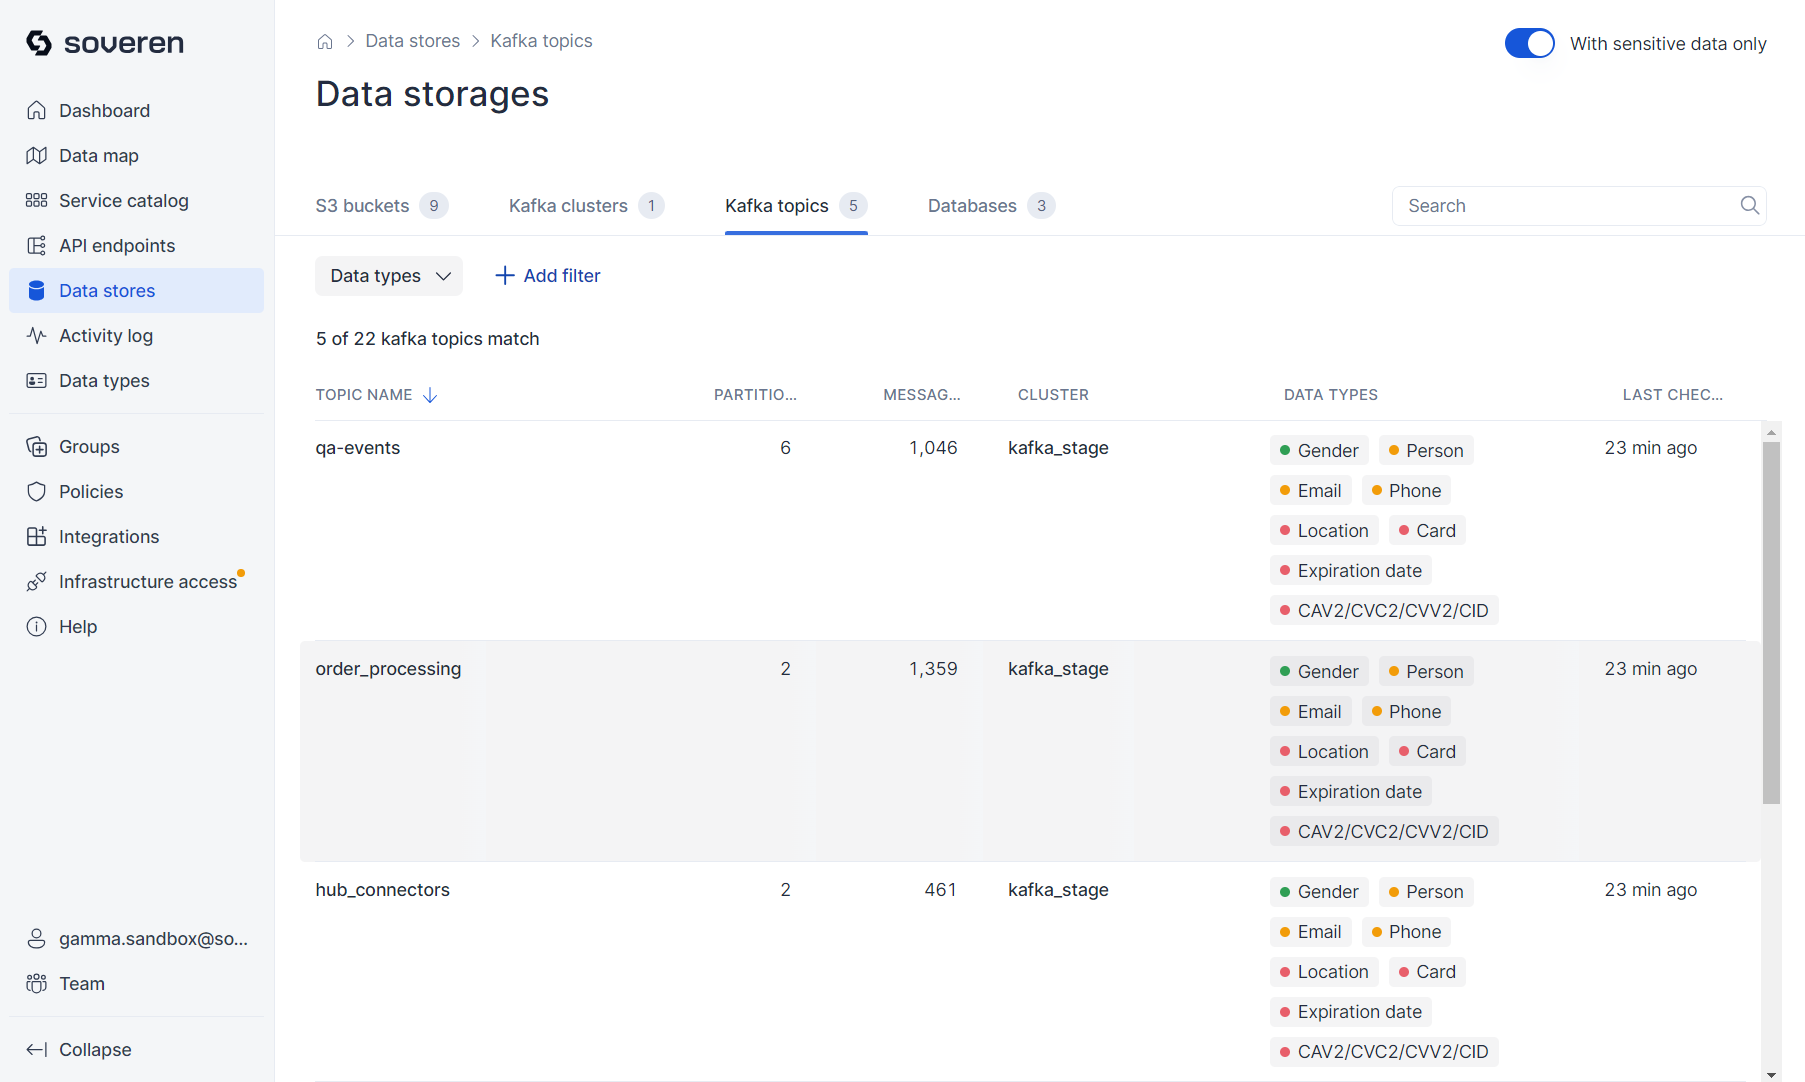 soveren
Dashboard
Data map
Service catalog
API endpoints
Data stores
Activity log
Data types
Groups
Policies
Integrations
Infrastructure access
Help
gamma.sandbox@so...
Team
Collapse
Data stores Kafka topics
With sensitive data only
Data storages
S3 buckets 9 Kafka clusters 1 Kafka topics 5 Databases 3 Search
Data types Add filter
5 of 22 kafka topics match
TOPIC NAME PARTITIO... MESSAG... CLUSTER DATA TYPES LAST CHEC...
qa-events 6 1,046 kafka_stage Gender Person 23 min ago
Email Phone
Location Card
Expiration date
CAV2/CVC2/CVV2/CID
order_processing 2 1,359 kafka_stage Gender Person 23 min ago
Email Phone
Location Card
Expiration date
CAV2/CVC2/CVV2/CID
hub_connectors 2 461 kafka_stage Gender Person 23 min ago
Email Phone
Location Card
Expiration date
CAV2/CVC2/CVV2/CID